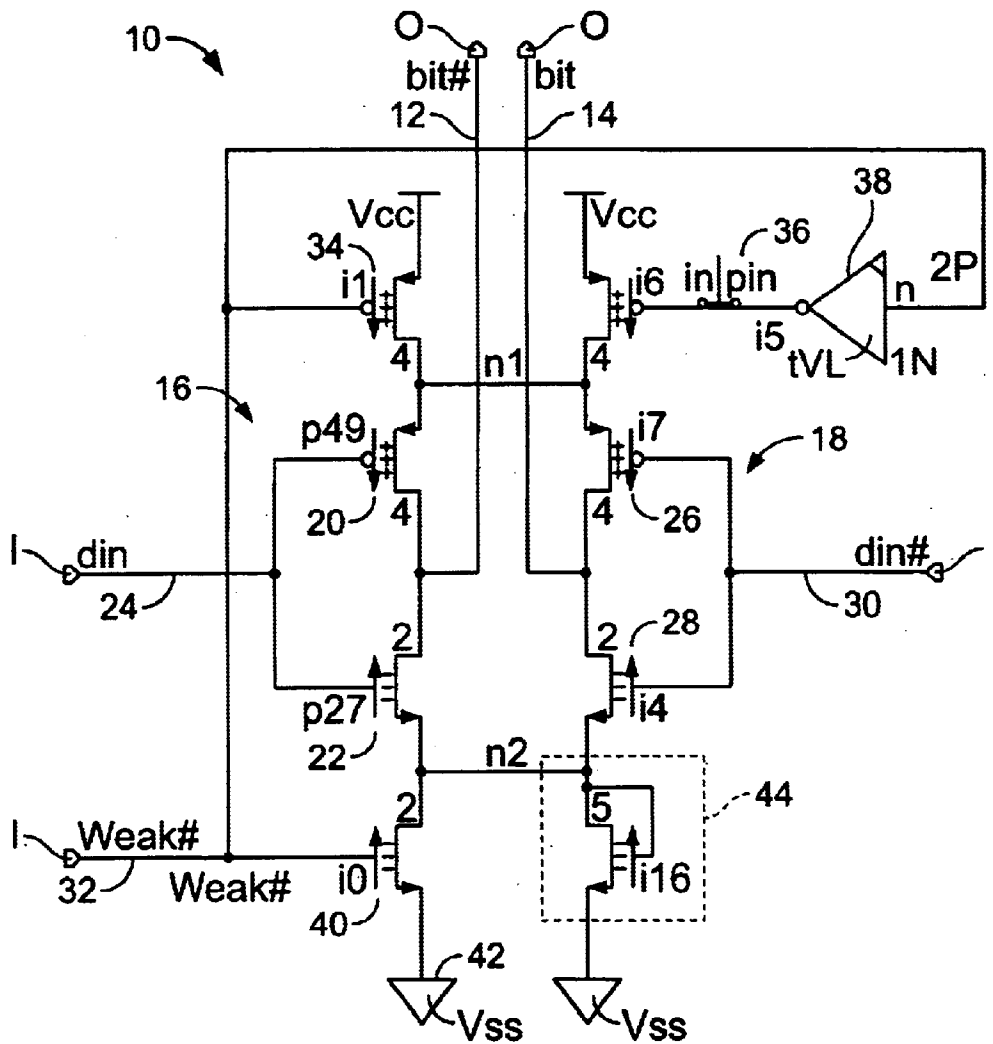 O O
10
bit# bit
12 14
Vcc Vcc
38
34 36
i1 i6 in pin n 2P
i5
4 n1 4 tVL 1N
16
p49 i7 18
20 4 4 26
I din din#
24 30
2 2 28
p27 i4
22 n2
2 5 44
I Weak#
32 Weak# i0 i16
40
42
Vss Vss